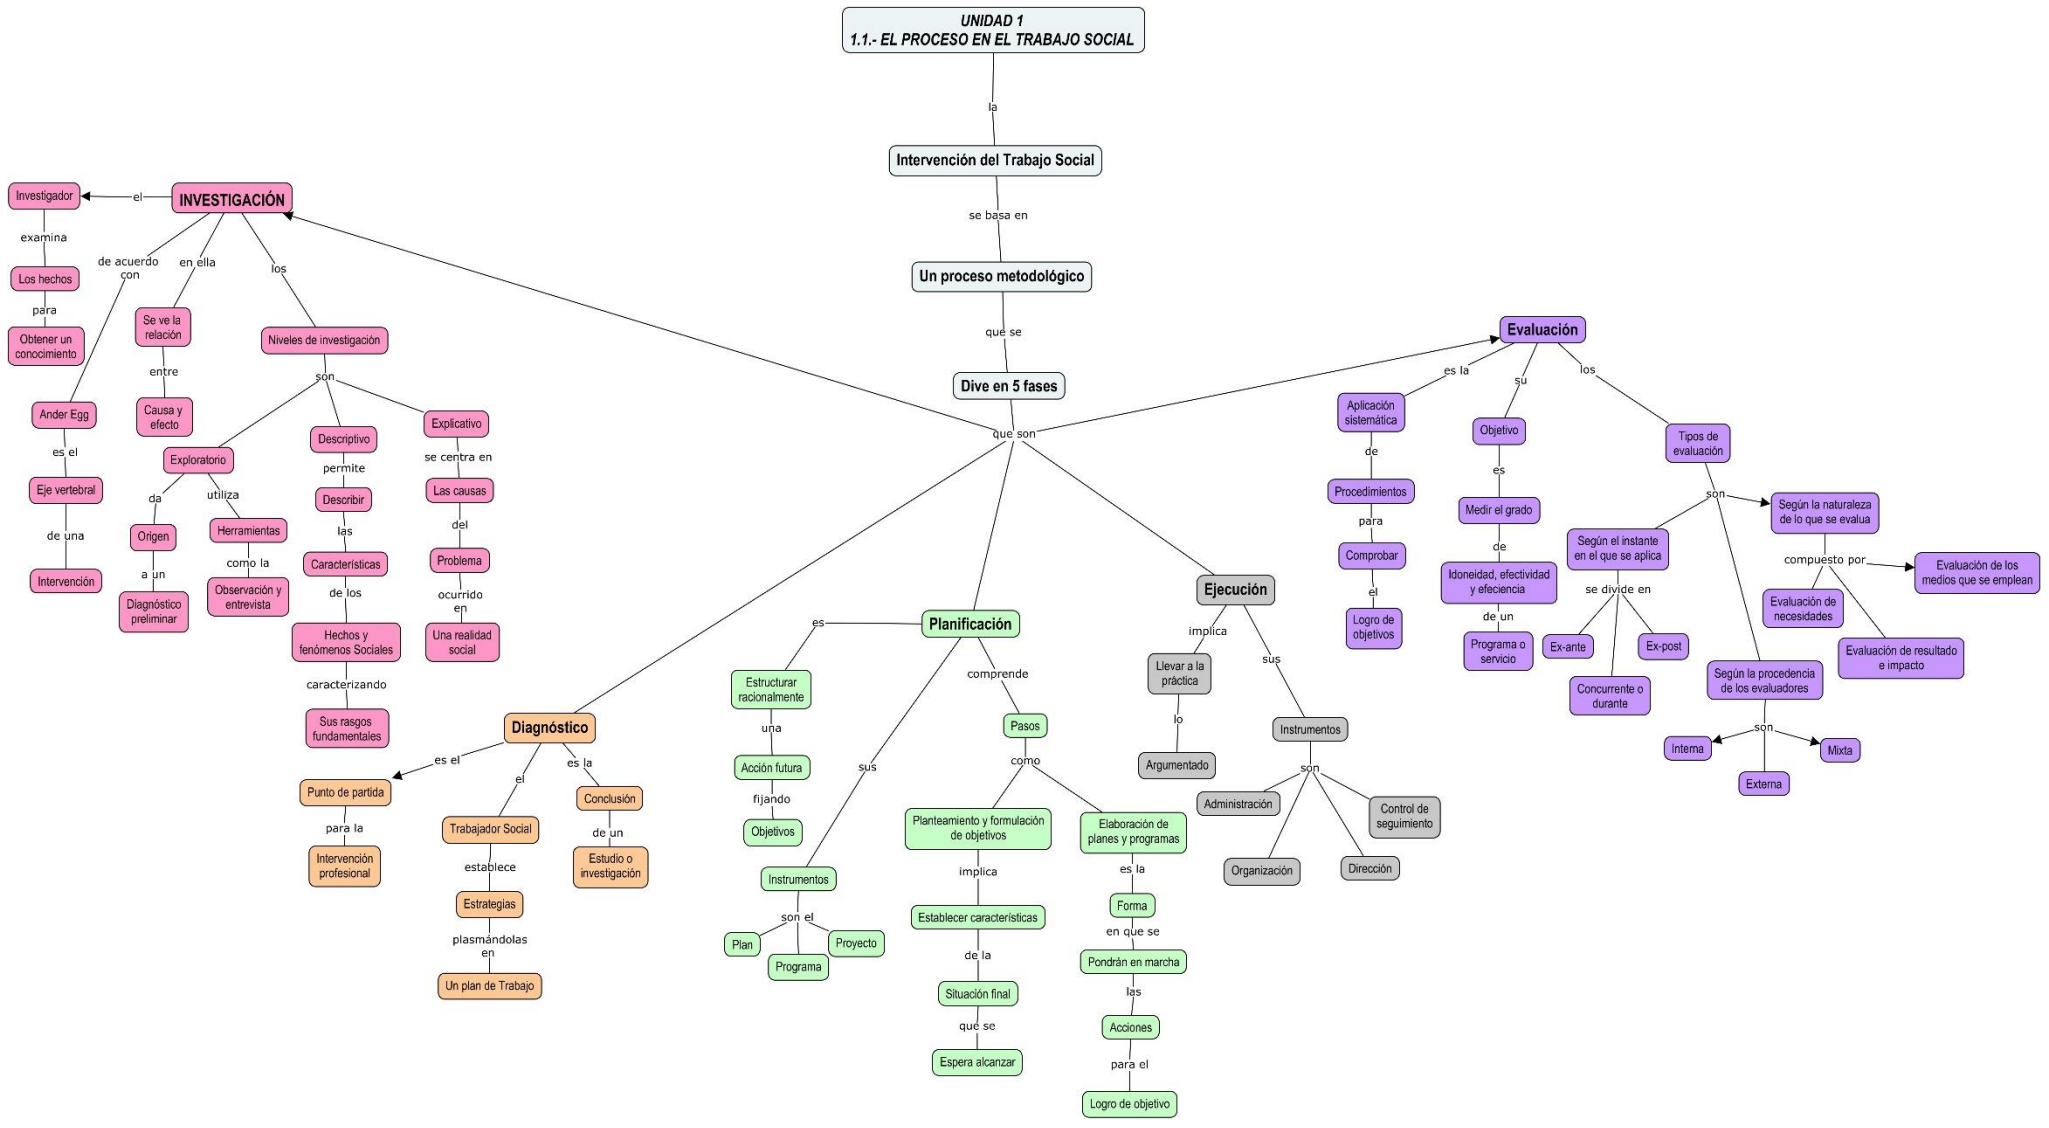 UNIDAD 1
1.1.- EL PROCESO EN EL TRABAJO SOCIAL
la
Intervención del Trabajo Social
se basa en
Un proceso metodológico
que se
Dive en 5 fases
que son
INVESTIGACIÓN
el
Investigador
examina
Los hechos
para
Obtener un
conocimiento
de acuerdo
con
Ander Egg
es el
Eje vertebral
de una
Intervención
en ella
Se ve la
relación
entre
Causa y
efecto
los
Niveles de investigación
son
Exploratorio
da
Origen
a un
Diagnóstico
preliminar
utiliza
Herramientas
como la
Observación y
entrevista
Descriptivo
permite
Describir
las
Características
de los
Hechos y
fenómenos Sociales
caracterizando
Sus rasgos
fundamentales
Explicativo
se centra en
Las causas
del
Problema
ocurrido
en
Una realidad
social
Diagnóstico
es el
Punto de partida
para la
Intervención
profesional
el
Trabajador Social
establece
Estrategias
plasmándolas
en
Un plan de Trabajo
es la
Conclusión
de un
Estudio o
investigación
Planificación
es
Estructurar
racionalmente
una
Acción futura
fijando
Objetivos
sus
Instrumentos
son el
Plan
Programa
Proyecto
comprende
Pasos
como
Planteamiento y formulación
de objetivos
implica
Establecer características
de la
Situación final
que se
Espera alcanzar
Elaboración de
planes y programas
es la
Forma
en que se
Pondrán en marcha
las
Acciones
para el
Logro de objetivo
Ejecución
implica
Llevar a la
práctica
lo
Argumentado
sus
Instrumentos
son
Administración
Organización
Dirección
Control de
seguimiento
Evaluación
es la
Aplicación
sistemática
de
Procedimientos
para
Comprobar
el
Logro de
objetivos
su
Objetivo
es
Medir el grado
de
Idoneidad, efectividad
y efeciencia
de un
Programa o
servicio
los
Tipos de
evaluación
son
Según el instante
en el que se aplica
se divide en
Ex-ante
Concurrente o
durante
Ex-post
Según la procedencia
de los evaluadores
son
Interna
Externa
Mixta
Según la naturaleza
de lo que se evalua
compuesto por
Evaluación de
necesidades
Evaluación de resultado
e impacto
Evaluación de los
medios que se emplean